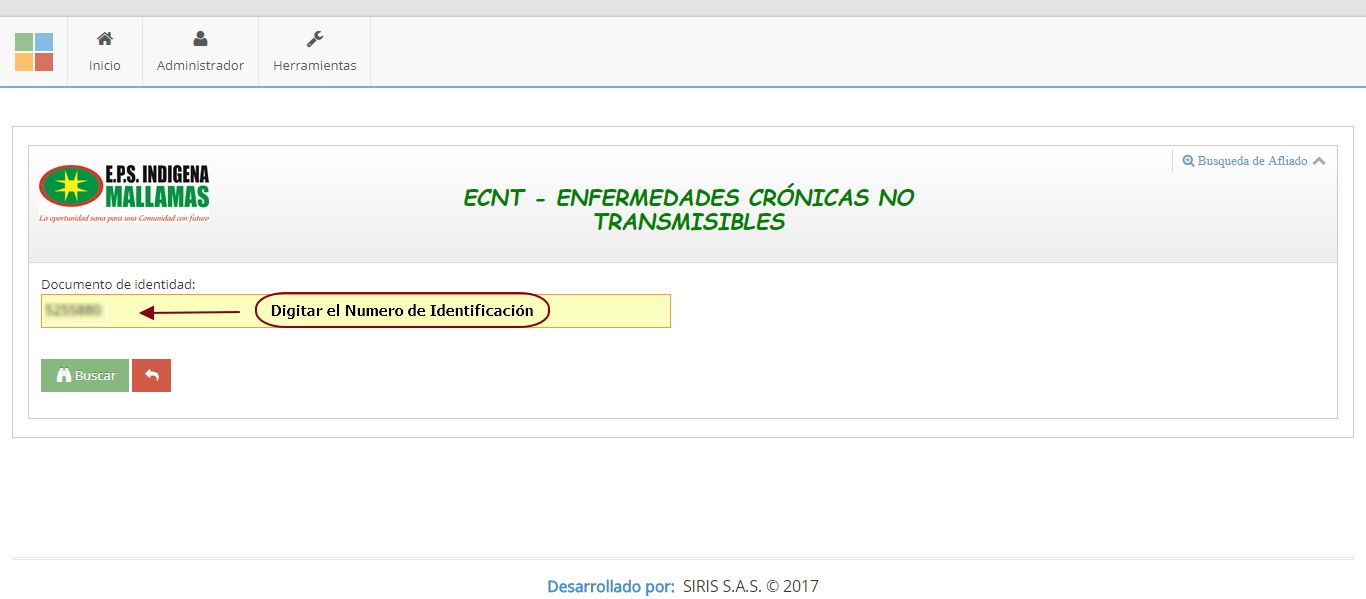 Inicio
Administrador
Herramientas
E.P.S. INDIGENA
MALLAMAS
La oportunidad sana para una Comunidad con futuro
Busqueda de Afliado
ECNT - ENFERMEDADES CRÓNICAS NO
TRANSMISIBLES
Documento de identidad:
Digitar el Numero de Identificación
Buscar
Desarrollado por: SIRIS S.A.S. © 2017